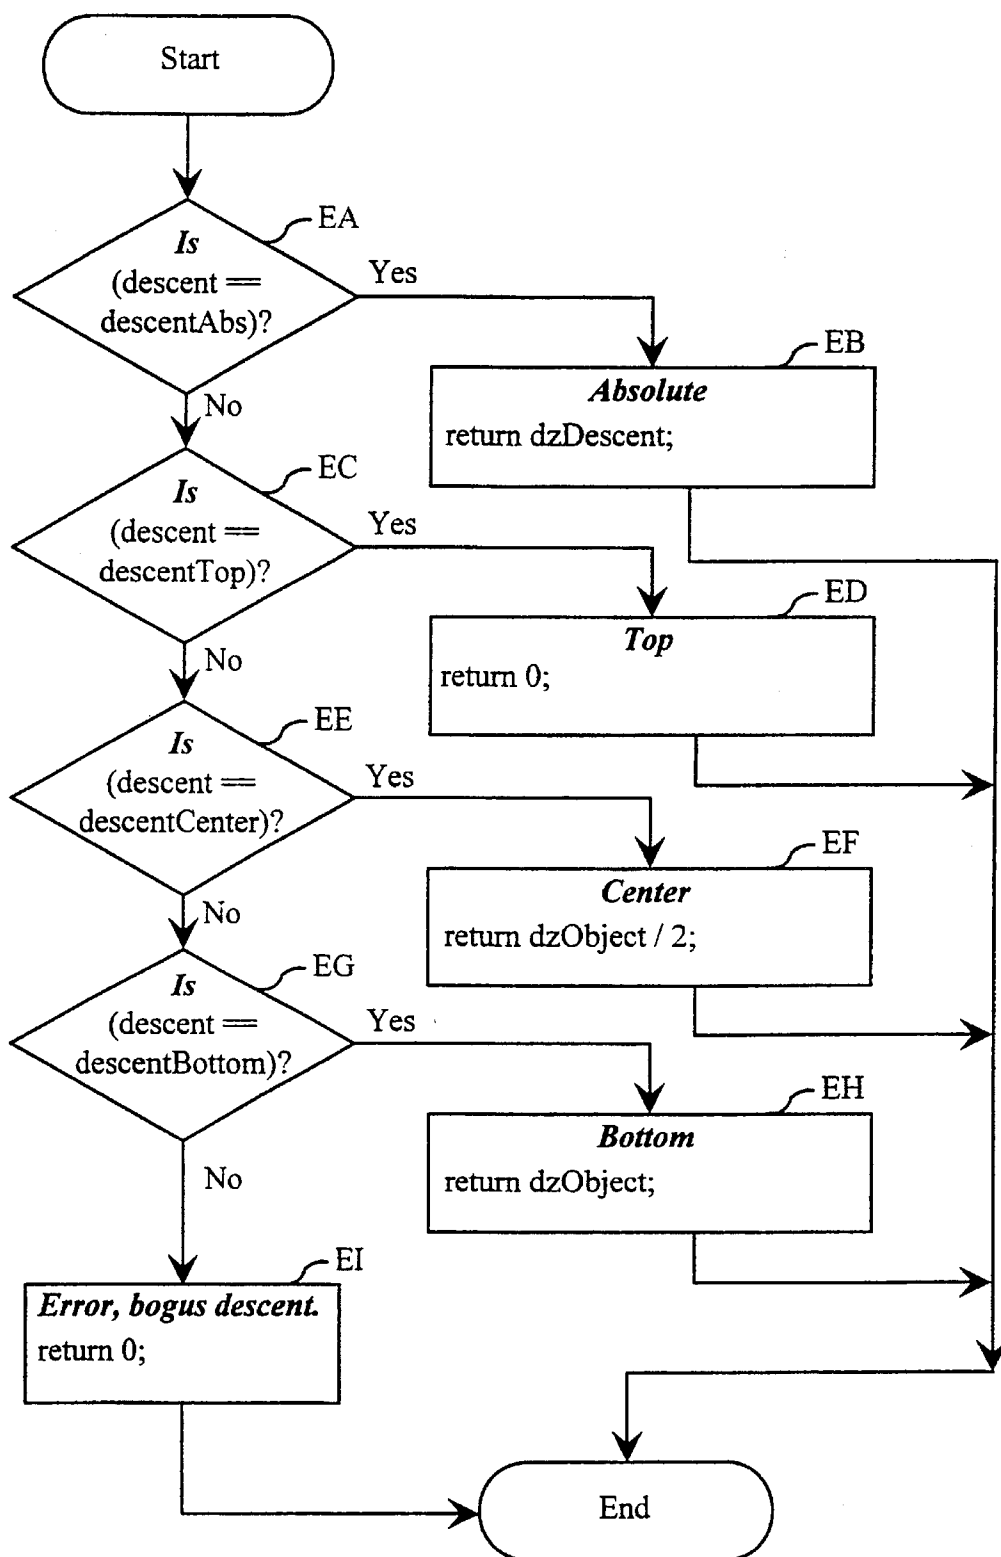 Start
EA
Is
(descent ==
descentAbs)?
Yes
No
EB
Absolute
return dzDescent;
EC
Is
(descent ==
descentTop)?
Yes
No
ED
Top
return 0;
EE
Is
(descent ==
descentCenter)?
Yes
No
EF
Center
return dzObject / 2;
EG
Is
(descent ==
descentBottom)?
Yes
No
EH
Bottom
return dzObject;
EI
Error, bogus descent.
return 0;
End